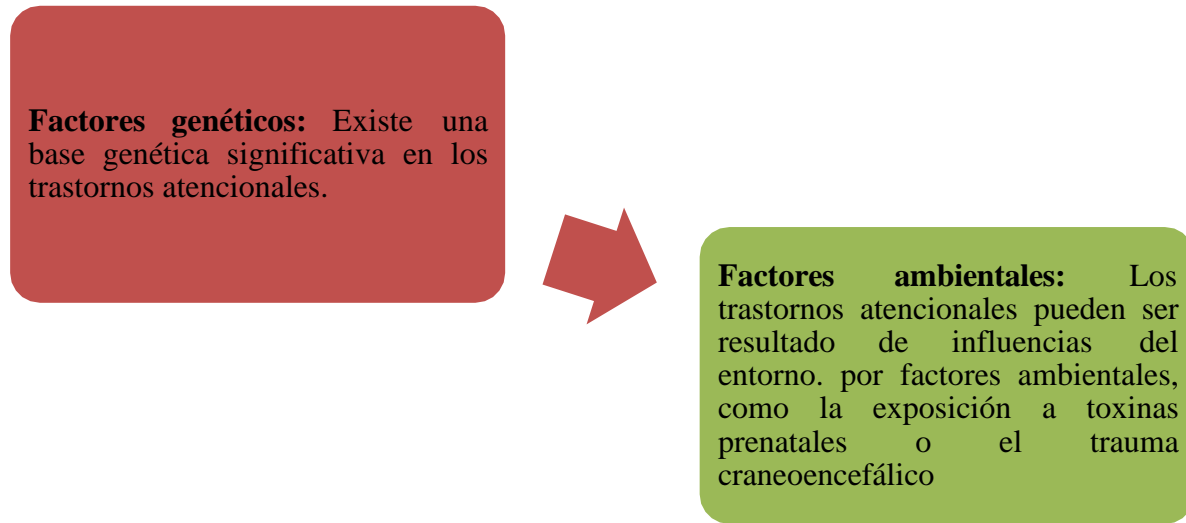 Factores genéticos: Existe una
base genética significativa en los
trastornos atencionales.
Factores ambientales: Los
trastornos atencionales pueden ser
resultado de influencias del
entorno. por factores ambientales,
como la exposición a toxinas
prenatales o el trauma
craneoencefálico